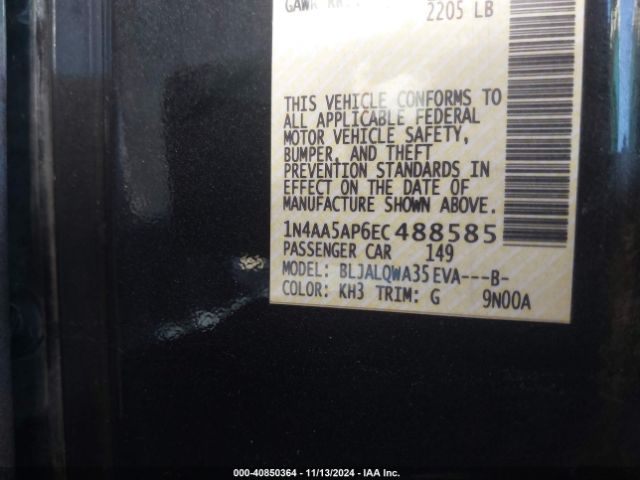 GAWR RR:
2205 LB
THIS VEHICLE CONFORMS TO
ALL APPLICABLE FEDERAL
MOTOR VEHICLE SAFETY,
BUMPER, AND THEFT
PREVENTION STANDARDS IN
EFFECT ON THE DATE OF
MANUFACTURE SHOWN ABOVE.
1N4AA5AP6EC488585
PASSENGER CAR 149
MODEL: BLJALQWA35EVA---B-
COLOR: KH3 TRIM: G 9N00A
000-40850364 - 11/13/2024 - IAA Inc.